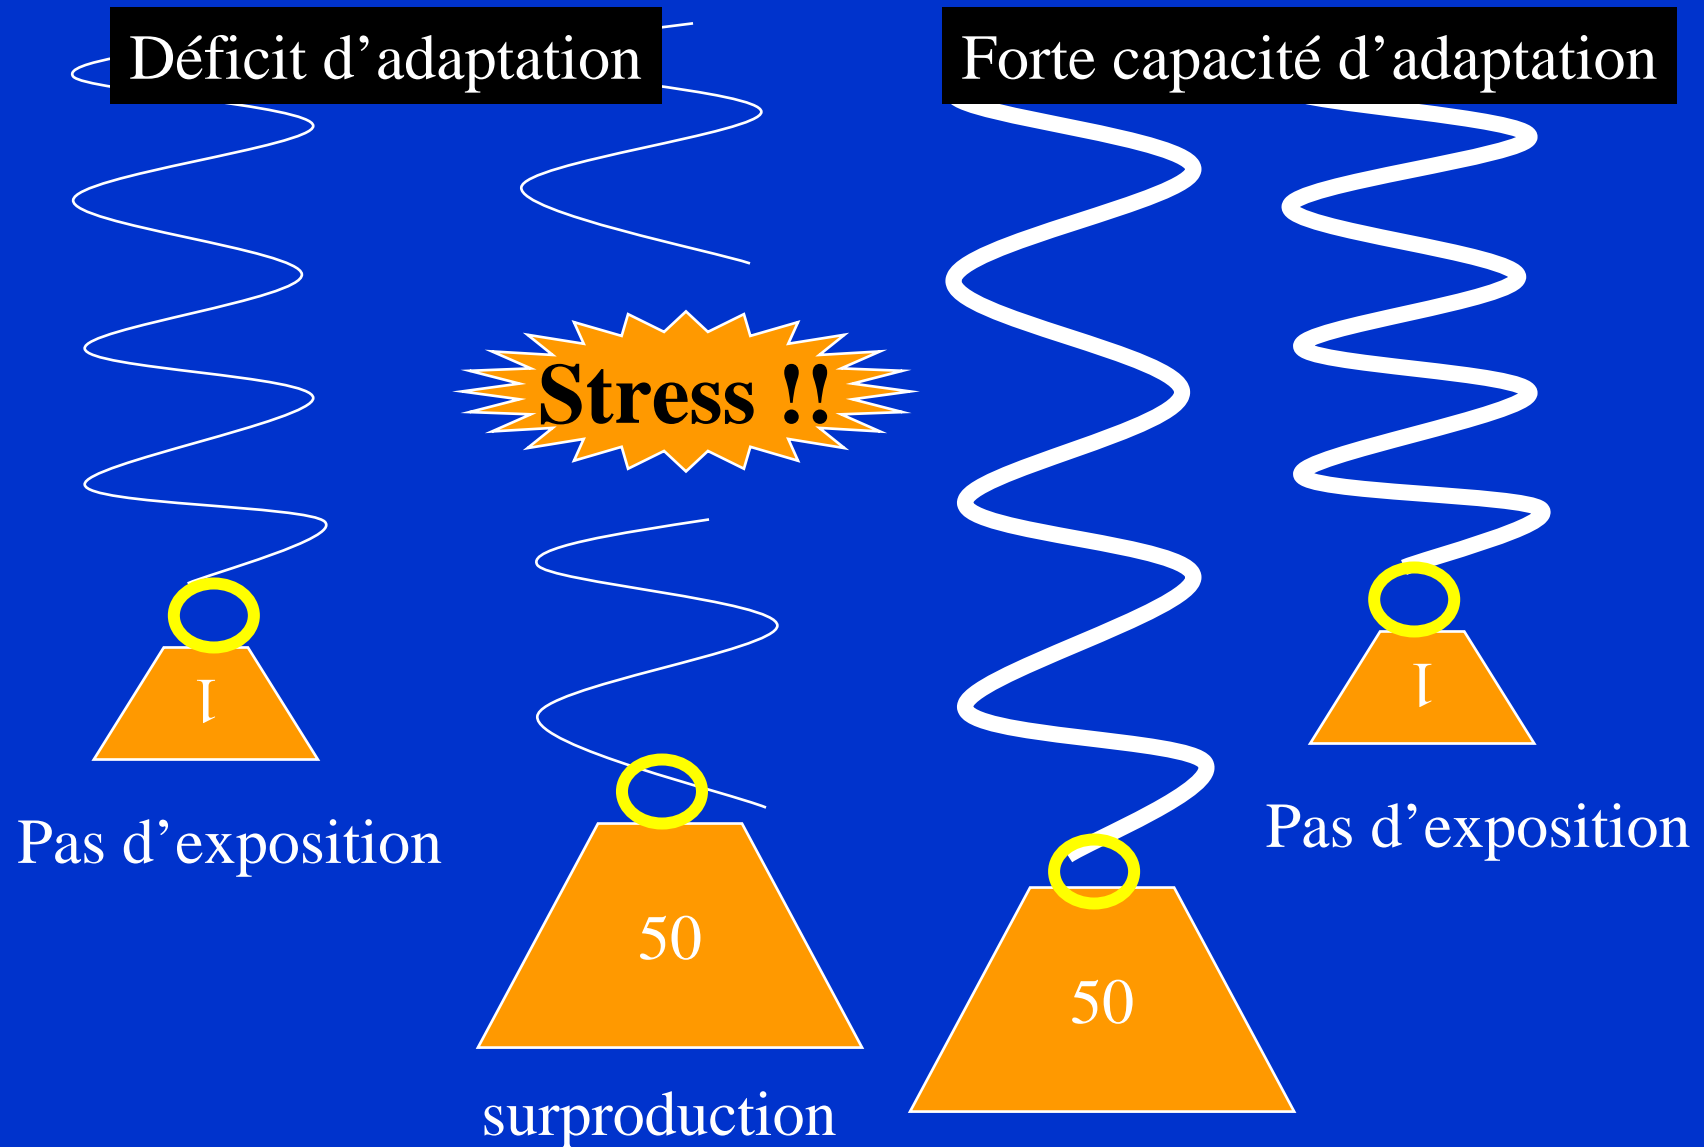 Déficit d’adaptation
Forte capacité d’adaptation
Stress !!
1
1
Pas d’exposition
Pas d’exposition
50
50
surproduction